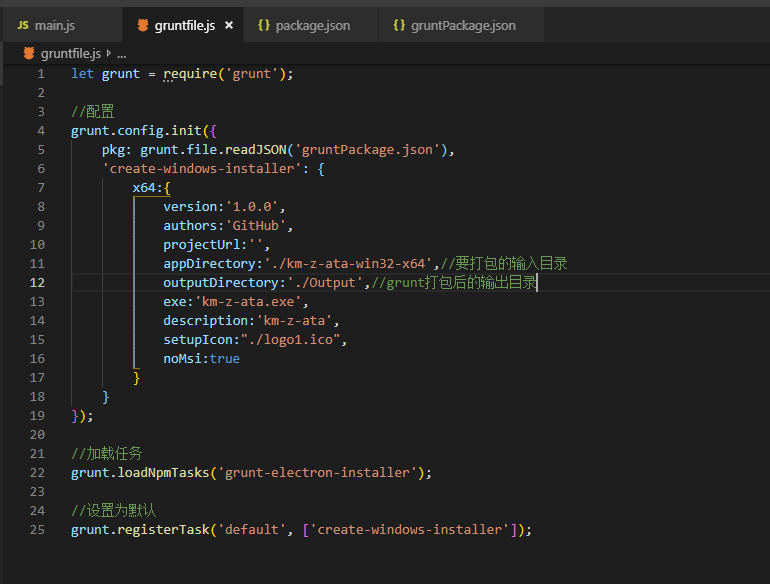 JS main.js gruntfile.js × {} package.json {} gruntPackage.json
gruntfile.js ▸ ...
1 let grunt = require('grunt');
2
3 //配置
4 grunt.config.init({
5 pkg: grunt.file.readJSON('gruntPackage.json'),
6 'create-windows-installer': {
7 x64:{
8 version:'1.0.0',
9 authors:'GitHub',
10 projectUrl:'',
11 appDirectory:'./km-z-ata-win32-x64',//要打包的输入目录
12 outputDirectory:'./Output',//grunt打包后的输出目录
13 exe:'km-z-ata.exe',
14 description:'km-z-ata',
15 setupIcon:"./logo1.ico",
16 noMsi:true
17 }
18 }
19 });
20
21 //加载任务
22 grunt.loadNpmTasks('grunt-electron-installer');
23
24 //设置为默认
25 grunt.registerTask('default', ['create-windows-installer']);